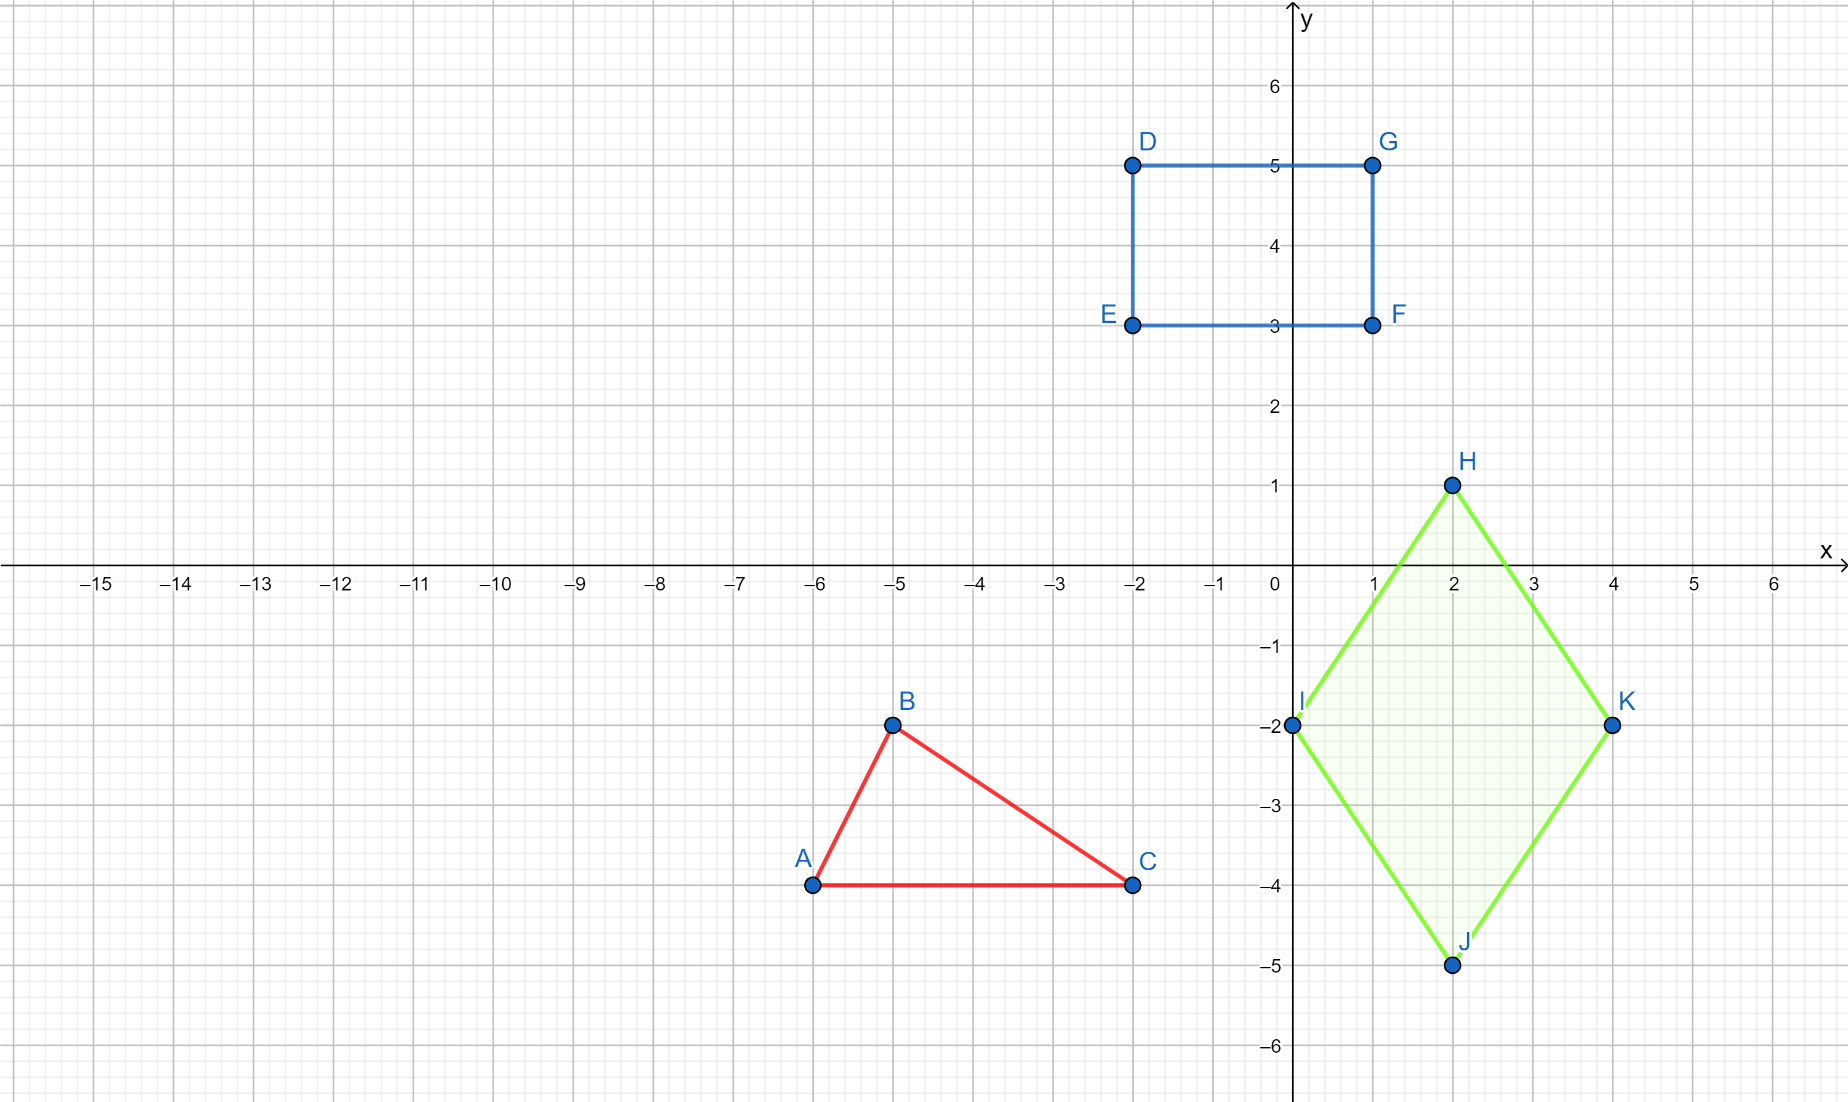 y
6
D G
5
4
E F
3
2
H
1
x
–15 –14 –13 –12 –11 –10 –9 –8 –7 –6 –5 –4 –3 –2 –1 0 1 2 3 4 5 6
–1
B I K
–2
–3
A C
–4
J
–5
–6